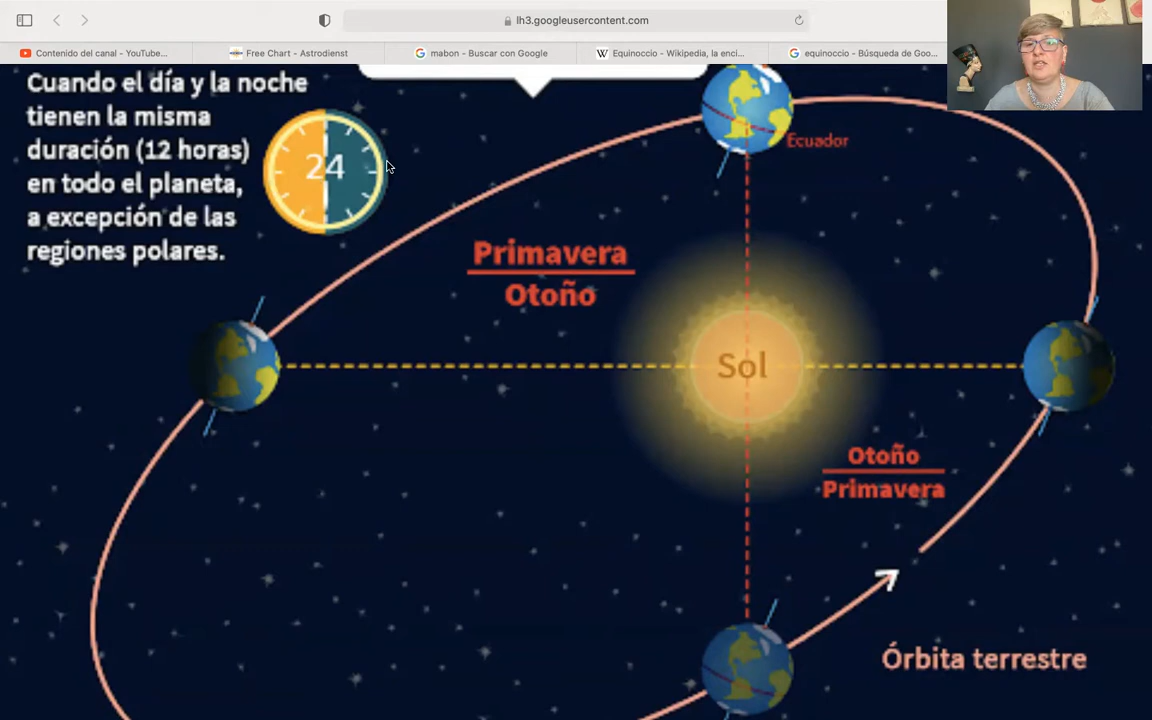 lh3.googleusercontent.com
Contenido del canal - YouTube...
Free Chart - Astrodienst
mabon - Buscar con Google
Equinoccio - Wikipedia, la enci...
equinoccio - Búsqueda de Goo...
Cuando el día y la noche
tienen la misma
duración (12 horas)
en todo el planeta,
a excepción de las
regiones polares.
24
Ecuador
Primavera
Otoño
Sol
Otoño
Primavera
Órbita terrestre